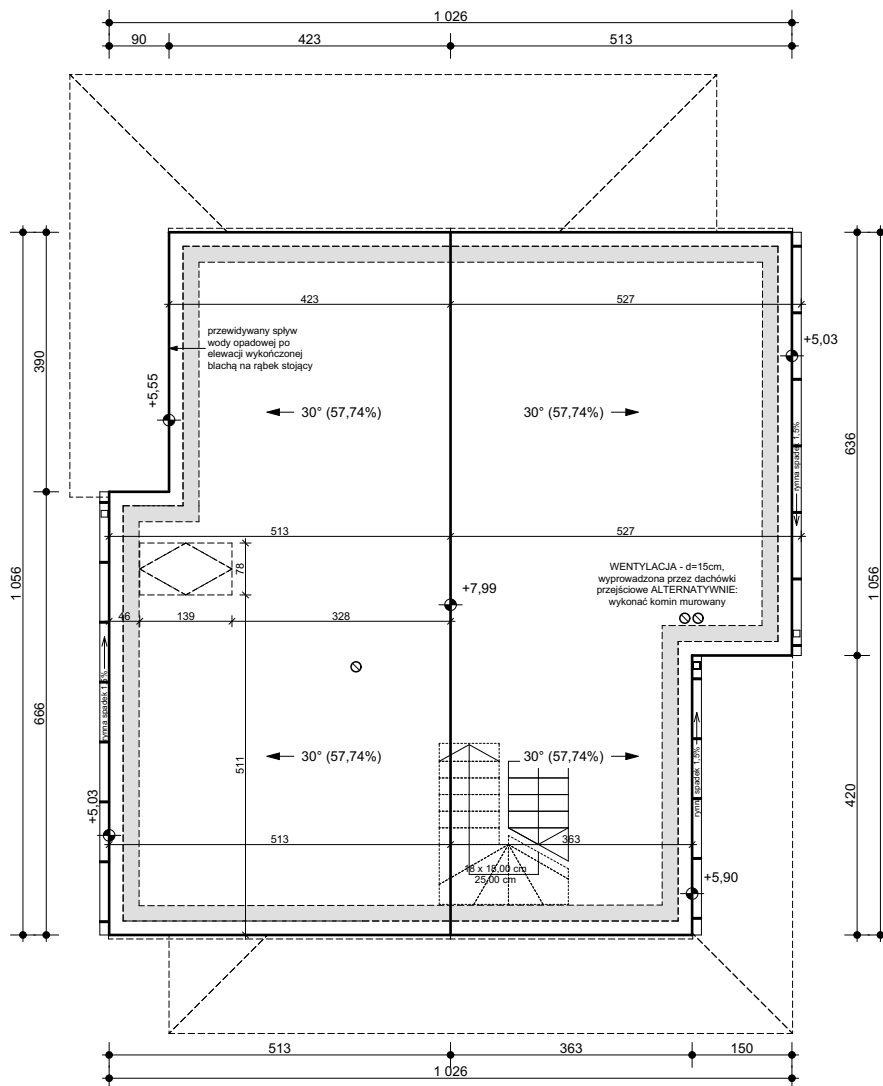 1 026
90
423
513
423
527
przewidywany spływ
wody opadowej po
elewacji wykończonej
blachą na rąbek stojący
+5,03
+5,55
390
30° (57,74%)
30° (57,74%)
rynna spadek 1,5%
636
513
527
WENTYLACJA - d=15cm,
wyprowadzona przez dachówki
przejściowe ALTERNATYWNIE:
wykonać komin murowany
78
+7,99
1 056
1 056
46
139
328
rynna spadek 1,5%
666
511
30° (57,74%)
30° (57,74%)
rynna spadek 1,5%
420
+5,03
513
363
18 x 18,00 cm
25,00 cm
+5,90
513
363
150
1 026